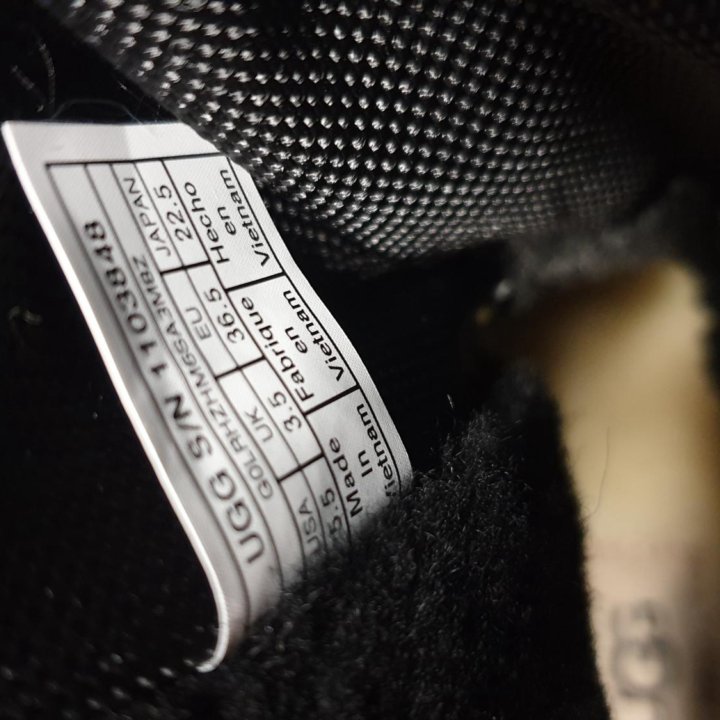 UGG S/N 1103848
GOLRHZHM6SA3MBZ
USA UK EU JAPAN
5.5 3.5 36.5 22.5
Made Fabrique Hecho
In en en
Vietnam Vietnam Vietnam